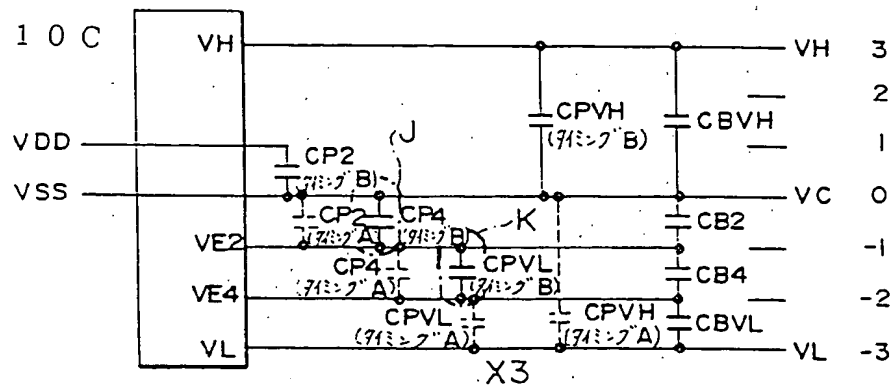 10C
VH
VH 3
2
CPVH
(タイミングB)
CBVH
J
VDD
1
CP2
(タイミングB)
VSS
VC 0
CP2
(タイミングA)
CP4
(タイミングB)
K
CB2
VE2
-1
CP4
(タイミングA)
CPVL
(タイミングB)
CB4
VE4
-2
CPVL
(タイミングA)
CPVH
(タイミングA)
CBVL
VL
VL -3
X3